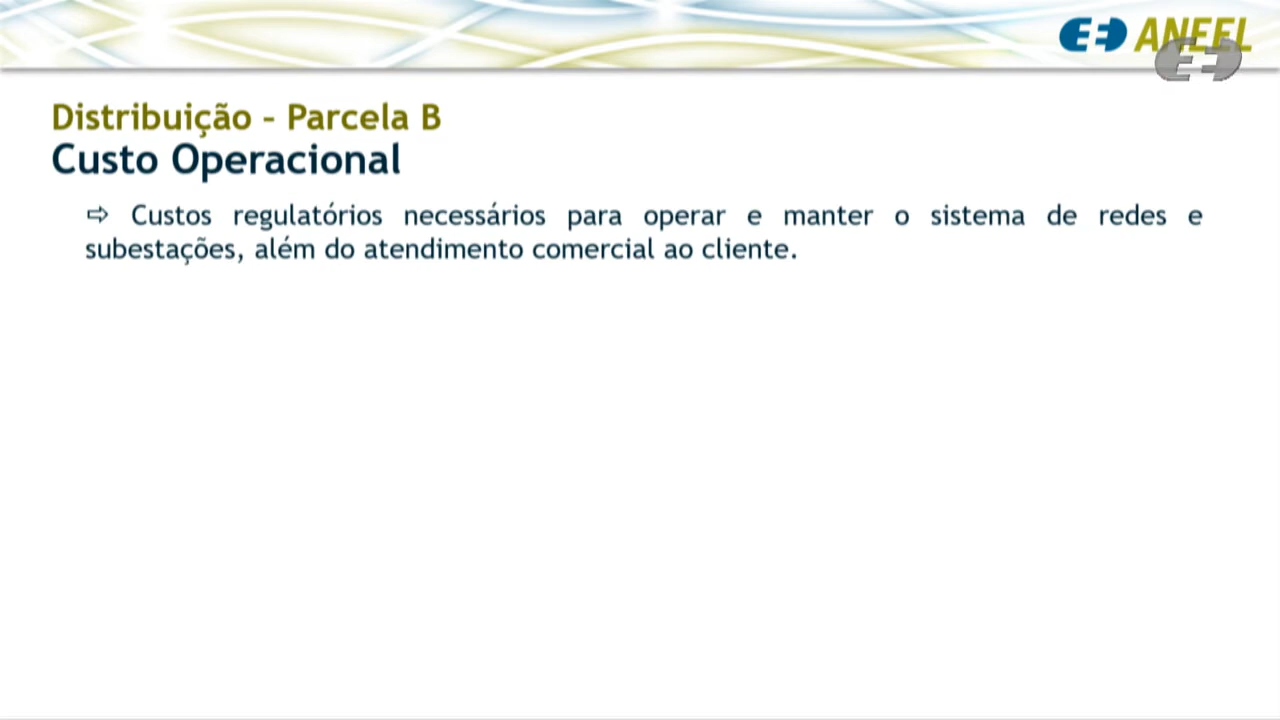 ANEEL
Distribuição – Parcela B
Custo Operacional
⇨ Custos regulatórios necessários para operar e manter o sistema de redes e
subestações, além do atendimento comercial ao cliente.